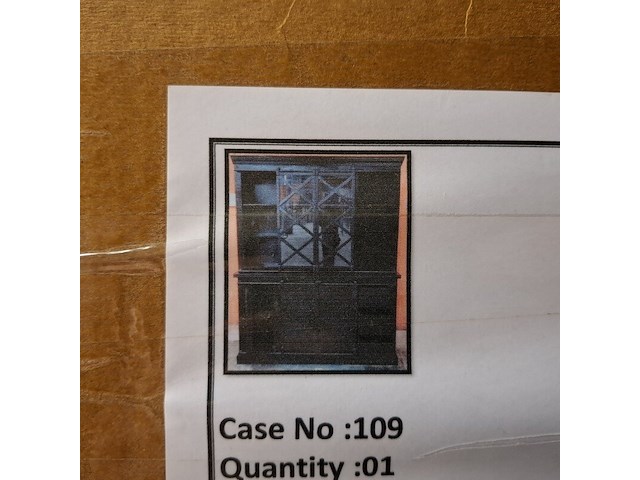 Case No :109
Quantity :01